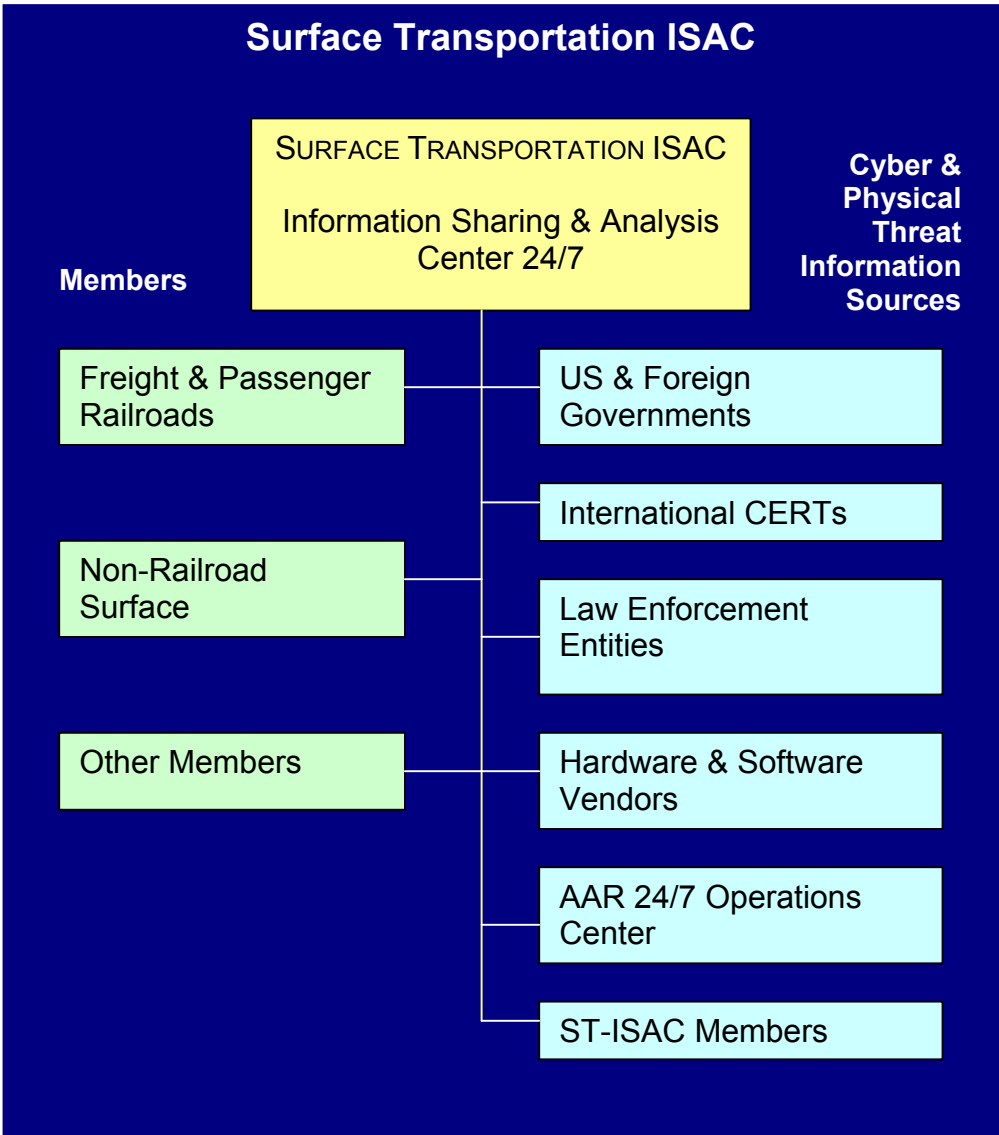 Surface Transportation ISAC
SURFACE TRANSPORTATION ISAC
Information Sharing & Analysis
Center 24/7
Members
Freight & Passenger
Railroads
Non-Railroad
Surface
Other Members
Cyber &
Physical
Threat
Information
Sources
US & Foreign
Governments
International CERTs
Law Enforcement
Entities
Hardware & Software
Vendors
AAR 24/7 Operations
Center
ST-ISAC Members